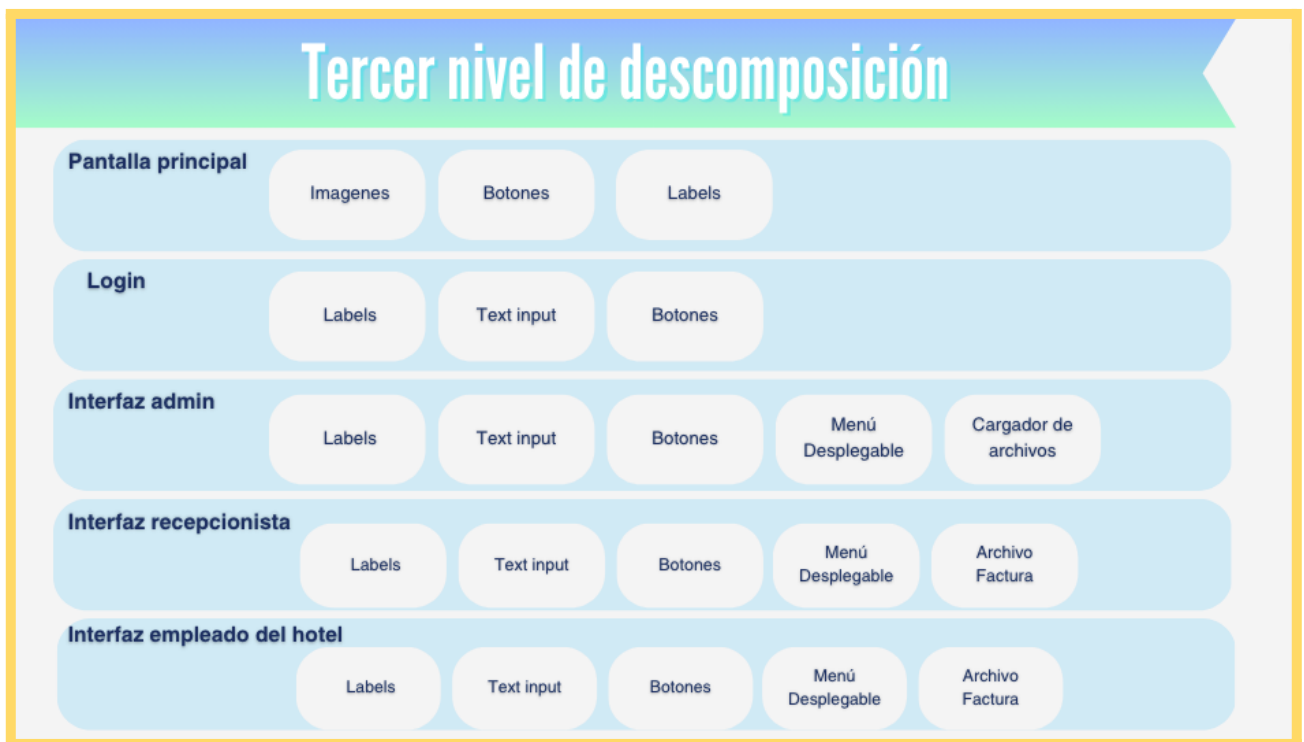 Tercer nivel de descomposición
Pantalla principal
Imagenes
Botones
Labels
Login
Labels
Text input
Botones
Interfaz admin
Labels
Text input
Botones
Menú
Desplegable
Cargador de
archivos
Interfaz recepcionista
Labels
Text input
Botones
Menú
Desplegable
Archivo
Factura
Interfaz empleado del hotel
Labels
Text input
Botones
Menú
Desplegable
Archivo
Factura